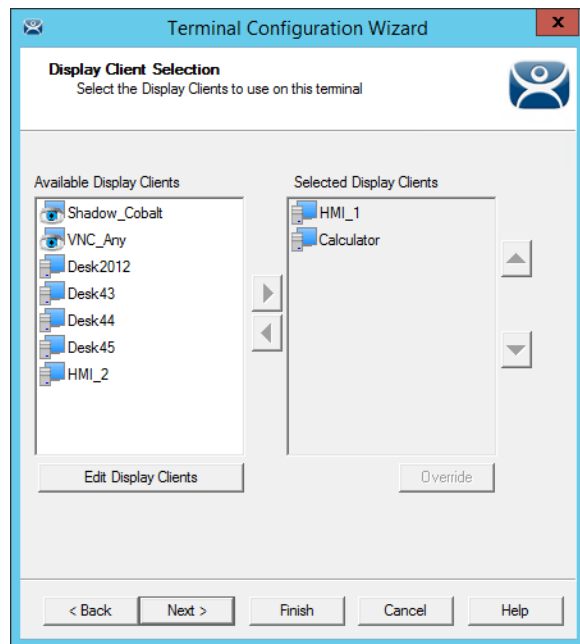 Terminal Configuration Wizard
x
Display Client Selection
Select the Display Clients to use on this terminal
Available Display Clients
Shadow_Cobalt
VNC_Any
Desk2012
Desk43
Desk44
Desk45
HMI_2
Edit Display Clients
Selected Display Clients
HMI_1
Calculator
Override
< Back
Next >
Finish
Cancel
Help